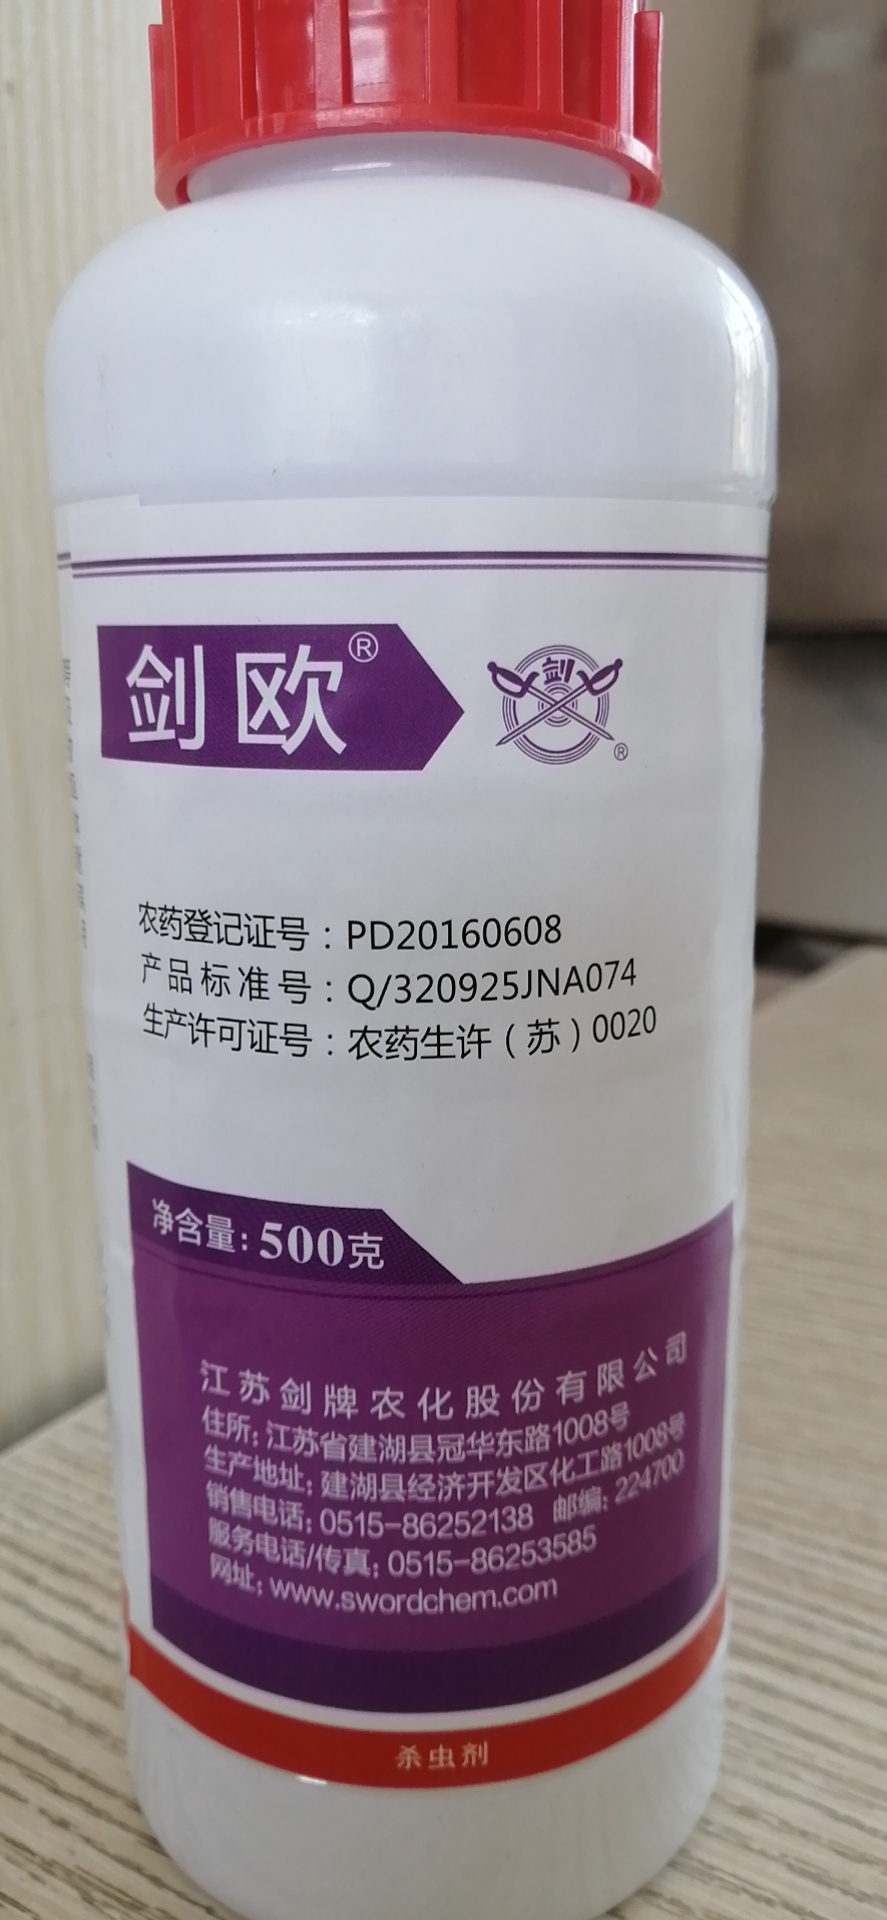 剑欧®
剑
®
农药登记证号：PD20160608
产品标准号：Q/320925JNA074
生产许可证号：农药生许（苏）0020
净含量：500克
江苏剑牌农化股份有限公司
住所：江苏省建湖县冠华东路1008号
生产地址：建湖县经济开发区化工路1008号
销售电话：0515-86252138 邮编：224700
服务电话/传真：0515-86253585
网址：www.swordchem.com
杀虫剂